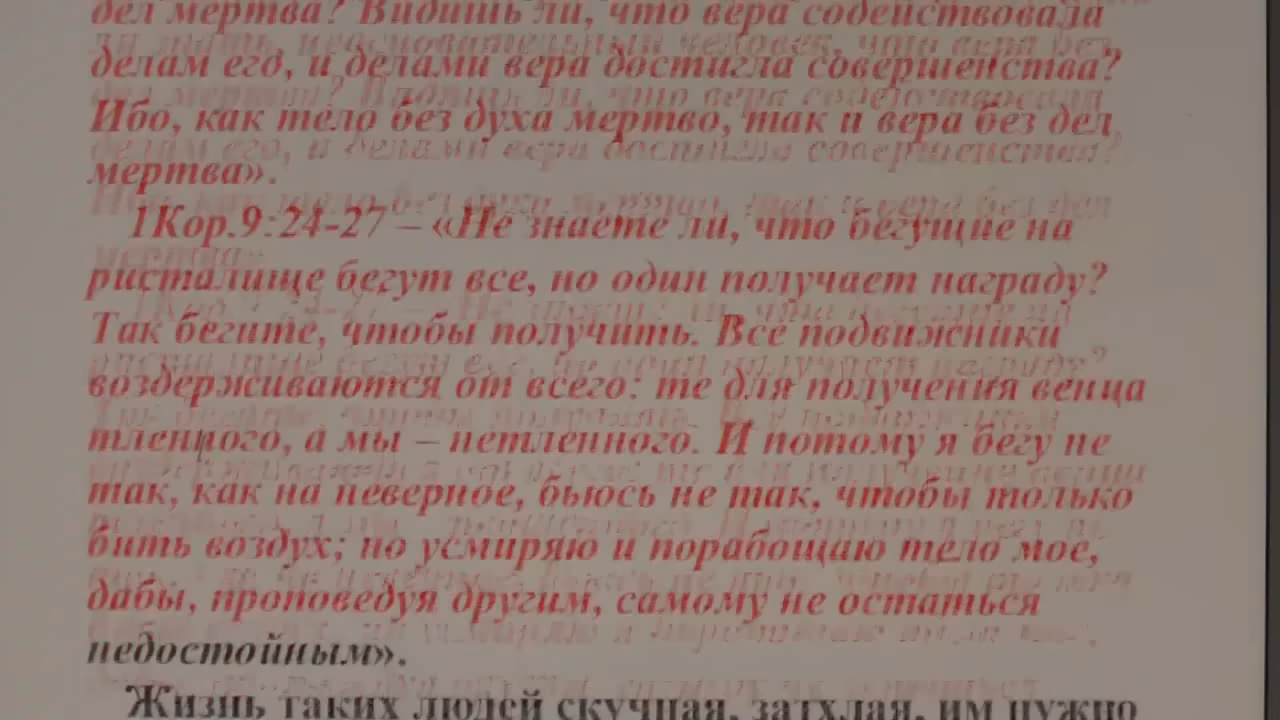 дел мертва? Видишь ли, что вера содействовала
делам его, и делами вера достигла совершенства?
Ибо, как тело без духа мертво, так и вера без дел
мертва».
1Кор.9:24-27 – «Не знаете ли, что бегущие на
ристалище бегут все, но один получает награду?
Так бегите, чтобы получить. Все подвижники
воздерживаются от всего: те для получения венца
тленного, а мы – нетленного. И потому я бегу не
так, как на неверное, бьюсь не так, чтобы только
бить воздух; но усмиряю и порабощаю тело мое,
дабы, проповедуя другим, самому не остаться
недостойным».
Жизнь таких людей скучная, затхлая, им нужно